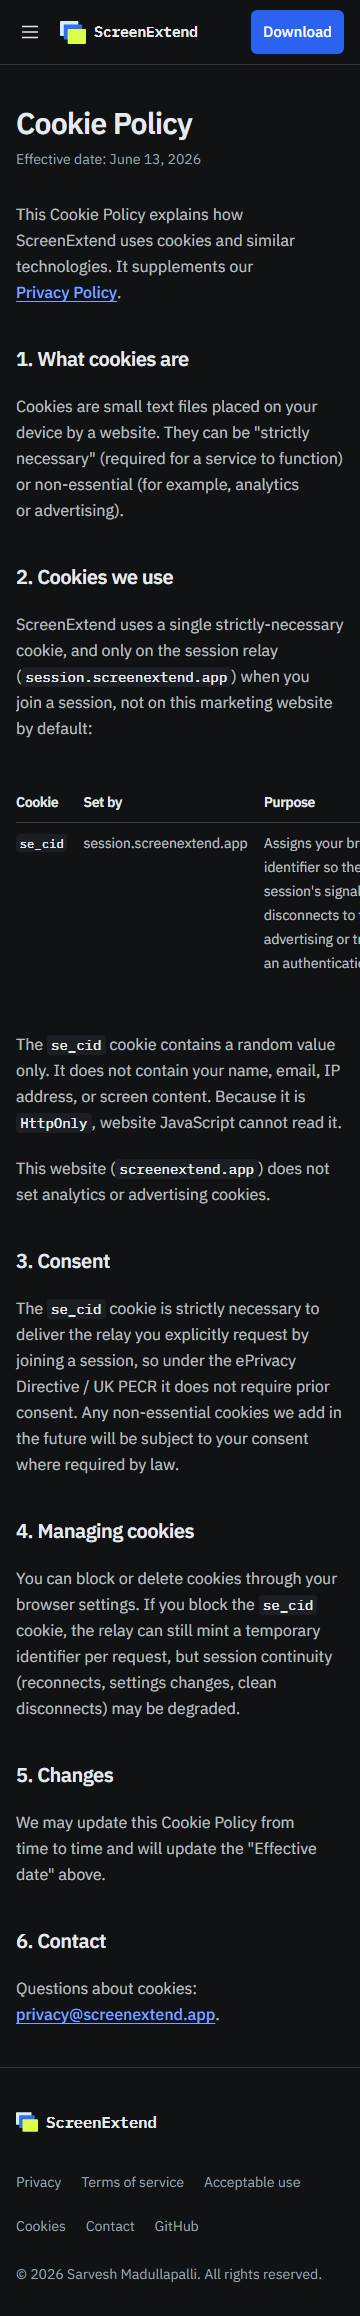 ScreenExtend
Download
Cookie Policy
Effective date: June 13, 2026
This Cookie Policy explains how
ScreenExtend uses cookies and similar
technologies. It supplements our
Privacy Policy.
1. What cookies are
Cookies are small text files placed on your
device by a website. They can be "strictly
necessary" (required for a service to function)
or non-essential (for example, analytics
or advertising).
2. Cookies we use
ScreenExtend uses a single strictly-necessary
cookie, and only on the session relay
(session.screenextend.app) when you
join a session, not on this marketing website
by default:
Cookie Set by Purpose
se_cid session.screenextend.app Assigns your
identifier so the
session's
disconnects to
advertising or
an
The se_cid cookie contains a random value
only. It does not contain your name, email, IP
address, or screen content. Because it is
HttpOnly, website JavaScript cannot read it.
This website (screenextend.app) does not
set analytics or advertising cookies.
3. Consent
The se_cid cookie is strictly necessary to
deliver the relay you explicitly request by
joining a session, so under the ePrivacy
Directive / UK PECR it does not require prior
consent. Any non-essential cookies we add in
the future will be subject to your consent
where required by law.
4. Managing cookies
You can block or delete cookies through your
browser settings. If you block the se_cid
cookie, the relay can still mint a temporary
identifier per request, but session continuity
(reconnects, settings changes, clean
disconnects) may be degraded.
5. Changes
We may update this Cookie Policy from
time to time and will update the "Effective
date" above.
6. Contact
Questions about cookies:
privacy@screenextend.app.
ScreenExtend
Privacy Terms of service Acceptable use
Cookies Contact GitHub
© 2026 Sarvesh Madullapalli. All rights reserved.